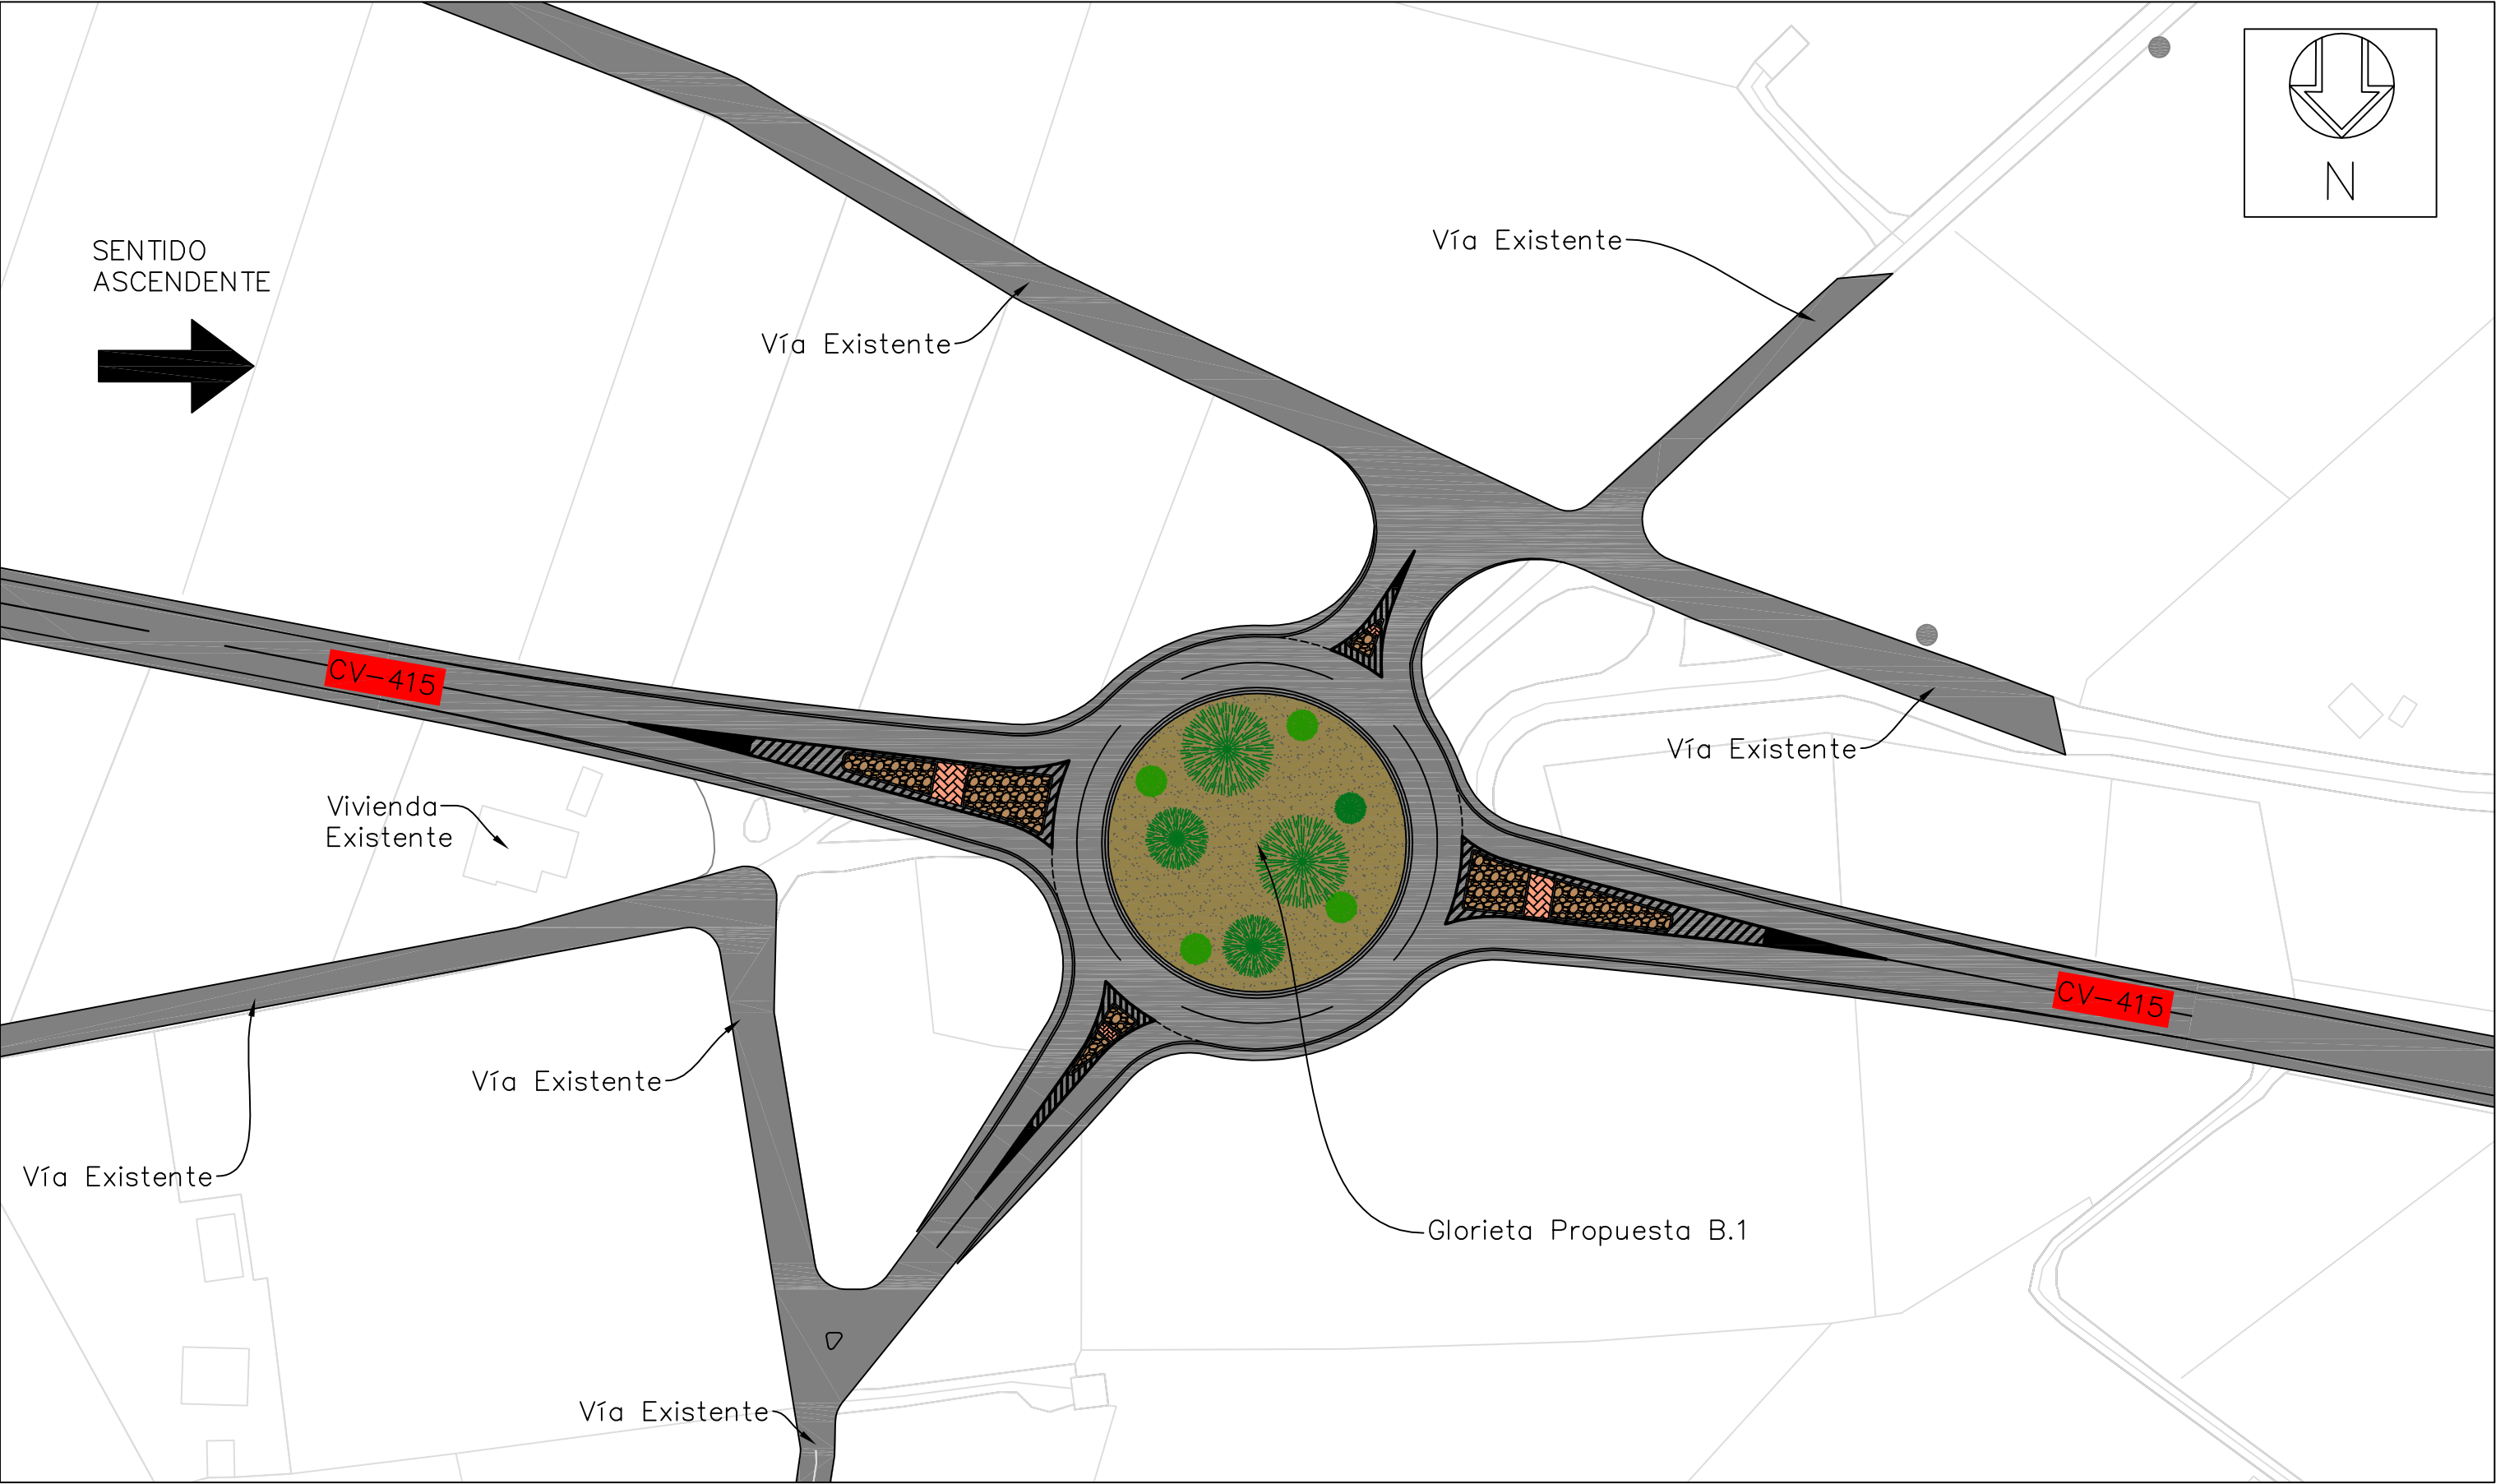 N
Vía Existente
SENTIDO
ASCENDENTE
Vía Existente
CV-415
Vía Existente
Vivienda
Existente
CV-415
Vía Existente
Vía Existente
Glorieta Propuesta B.1
Vía Existente